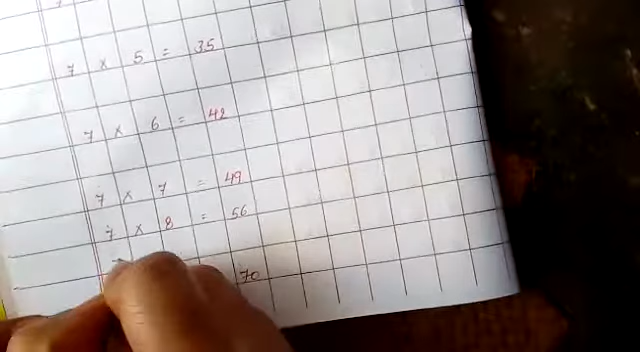 7 × 5 = 35
7 × 6 = 42
7 × 7 = 49
7 × 8 = 56
70